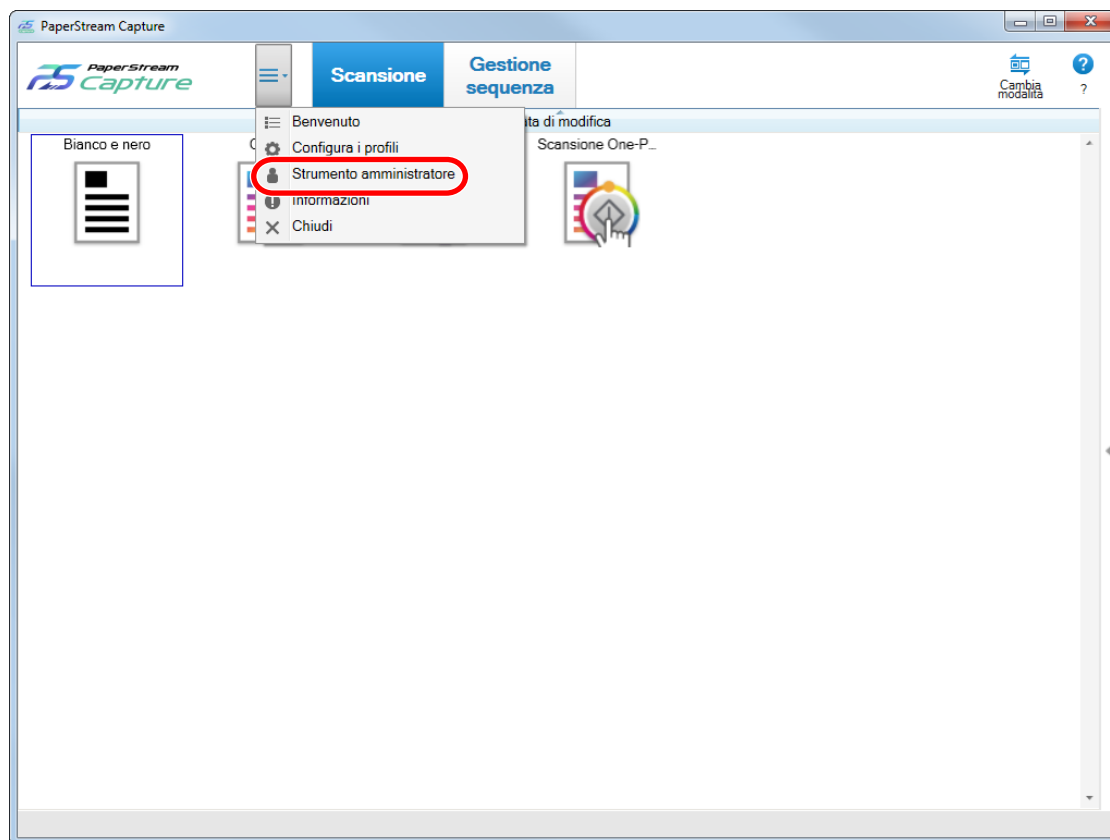 PaperStream Capture
PaperStream
Capture
Scansione
Gestione
sequenza
Cambia
modalità
?
?
Benvenuto
Configura i profili
Strumento amministratore
Informazioni
Chiudi
di modifica
Bianco e nero
Scansione One-P...